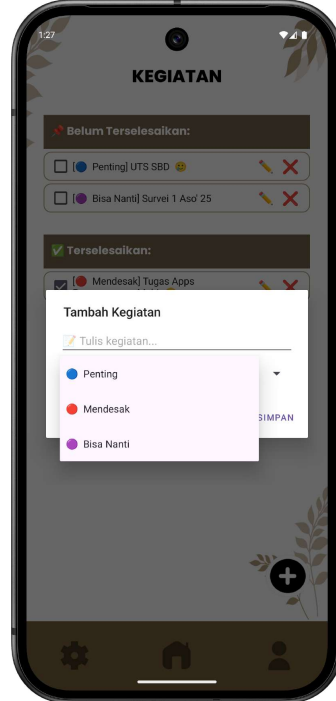 1:27
KEGIATAN
📌 Belum Terselesaikan:
[🔵 Penting] UTS SBD 😃
[🟣 Bisa Nanti] Survei 1 Aso' 25
✅ Terselesaikan:
[🔴 Mendesak] Tugas Apps
Tambah Kegiatan
📝 Tulis kegiatan...
🔵 Penting
🔴 Mendesak
SIMPAN
🟣 Bisa Nanti